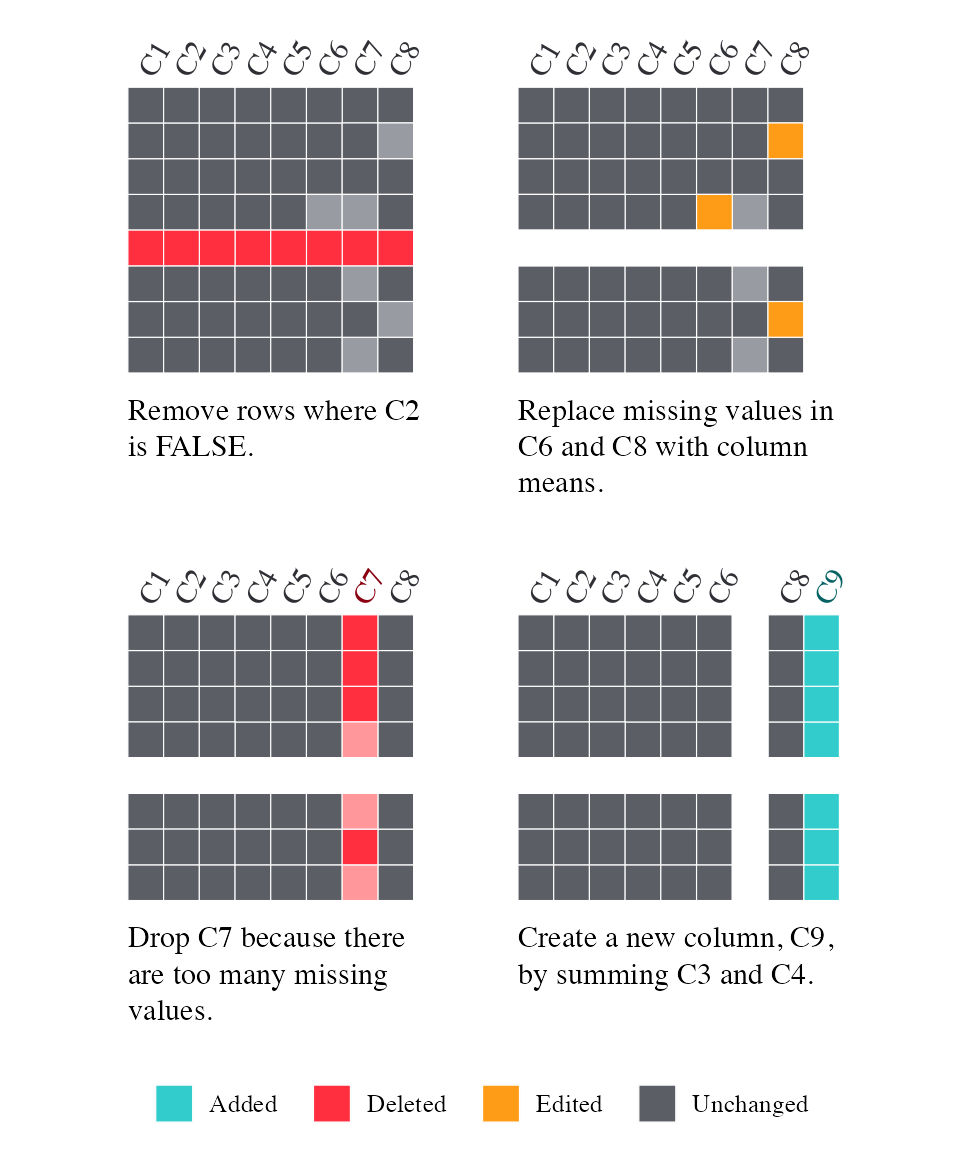 C1 C2 C3 C4 C5 C6 C7 C8
Remove rows where C2
is FALSE.
C1 C2 C3 C4 C5 C6 C7 C8
Replace missing values in
C6 and C8 with column
means.
C1 C2 C3 C4 C5 C6 C7 C8
Drop C7 because there
are too many missing
values.
C1 C2 C3 C4 C5 C6 C8 C9
Create a new column, C9,
by summing C3 and C4.
Added Deleted Edited Unchanged